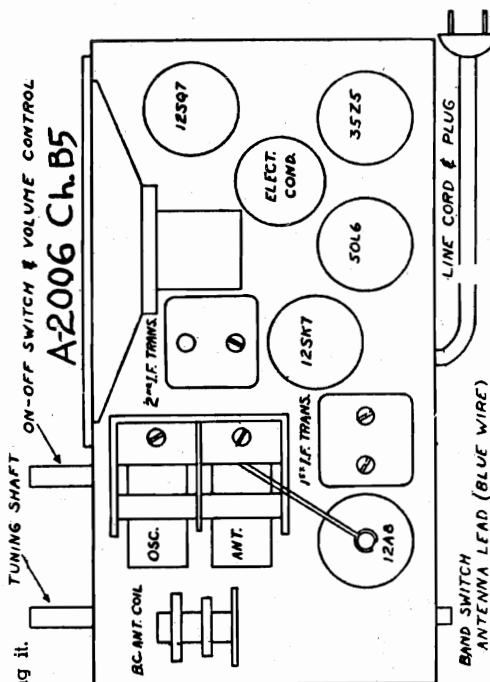 g it.
TUNING SHAFT
ON-OFF SWITCH & VOLUME CONTROL
A-2006 Ch. B5
B.C. ANT. COIL
OSC.
ANT.
2ND I.F. TRANS.
12SQ7
ELECT.
COND.
1ST I.F. TRANS.
12A8
12SK7
50L6
35Z5
BAND SWITCH
ANTENNA LEAD (BLUE WIRE)
LINE CORD & PLUG